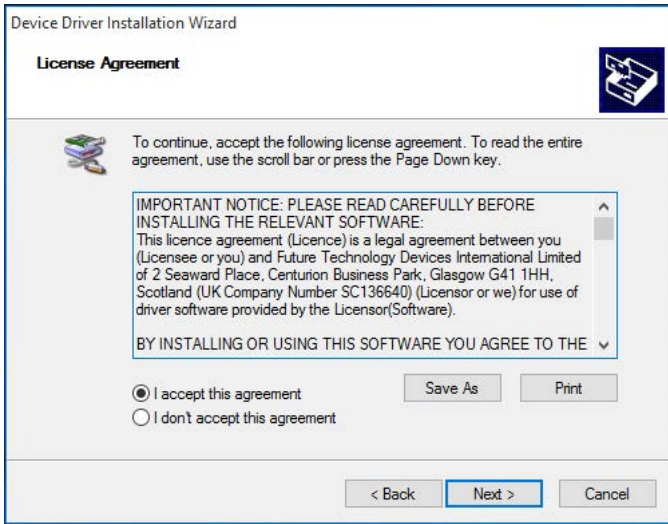 Device Driver Installation Wizard
License Agreement
To continue, accept the following license agreement. To read the entire
agreement, use the scroll bar or press the Page Down key.
IMPORTANT NOTICE: PLEASE READ CAREFULLY BEFORE
INSTALLING THE RELEVANT SOFTWARE:
This licence agreement (Licence) is a legal agreement between you
(Licensee or you) and Future Technology Devices International Limited
of 2 Seaward Place, Centurion Business Park, Glasgow G41 1HH,
Scotland (UK Company Number SC136640) (Licensor or we) for use of
driver software provided by the Licensor(Software).
BY INSTALLING OR USING THIS SOFTWARE YOU AGREE TO THE
I accept this agreement
Save As
Print
I don't accept this agreement
< Back
Next >
Cancel